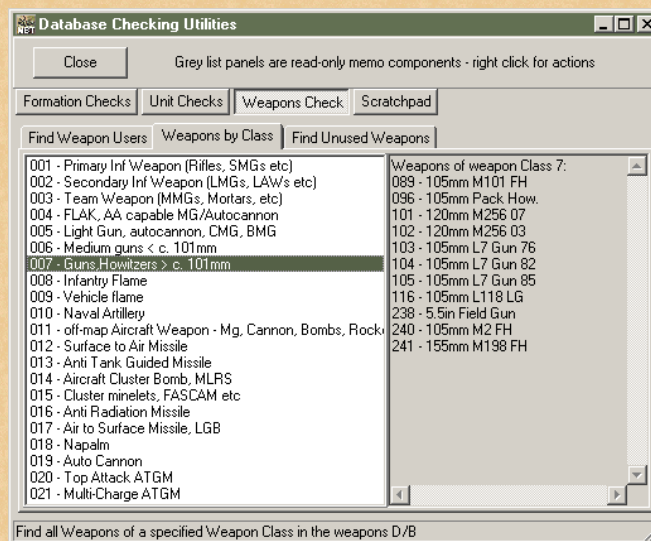 Database Checking Utilities
Close
Grey list panels are read-only memo components - right click for actions
Formation Checks
Unit Checks
Weapons Check
Scratchpad
Find Weapon Users
Weapons by Class
Find Unused Weapons
001 - Primary Inf Weapon (Rifles, SMGs etc)
002 - Secondary Inf Weapon (LMGs, LAWs etc)
003 - Team Weapon (MMGs, Mortars, etc)
004 - FLAK, AA capable MG/Autocannon
005 - Light Gun, autocannon, CMG, BMG
006 - Medium guns < c. 101mm
007 - Guns,Howitzers > c. 101mm
008 - Infantry Flame
009 - Vehicle flame
010 - Naval Artillery
011 - off-map Aircraft Weapon - Mg, Cannon, Bombs, Rock
012 - Surface to Air Missile
013 - Anti Tank Guided Missile
014 - Aircraft Cluster Bomb, MLRS
015 - Cluster minelets, FASCAM etc
016 - Anti Radiation Missile
017 - Air to Surface Missile, LGB
018 - Napalm
019 - Auto Cannon
020 - Top Attack ATGM
021 - Multi-Charge ATGM
Weapons of weapon Class 7:
089 - 105mm M101 FH
096 - 105mm Pack How.
101 - 120mm M256 07
102 - 120mm M256 03
103 - 105mm L7 Gun 76
104 - 105mm L7 Gun 82
105 - 105mm L7 Gun 85
116 - 105mm L118 LG
238 - 5.5in Field Gun
240 - 105mm M2 FH
241 - 155mm M198 FH
Find all Weapons of a specified Weapon Class in the weapons D/B